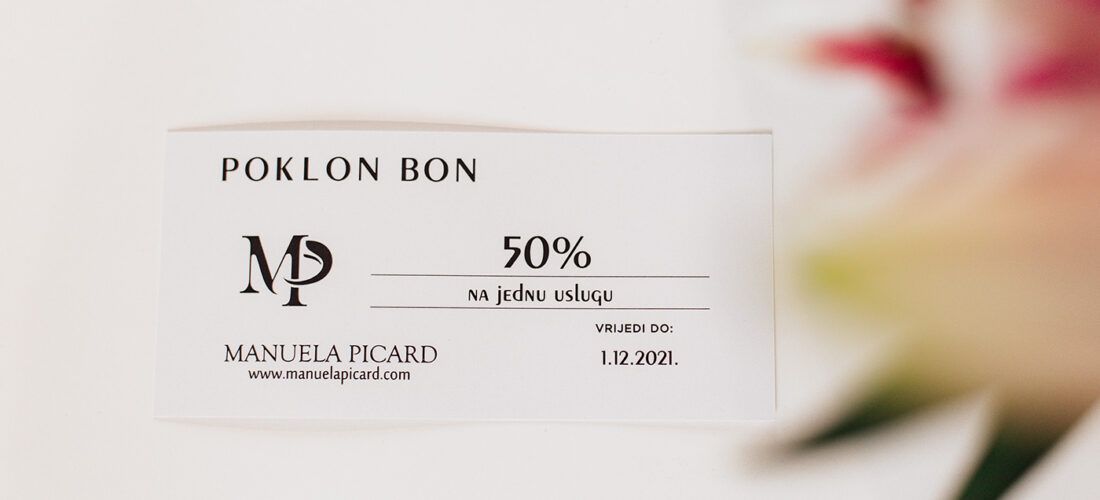 POKLON BON
MP
50%
na jednu uslugu
VRIJEDI DO:
1.12.2021.
MANUELA PICARD
www.manuelapicard.com